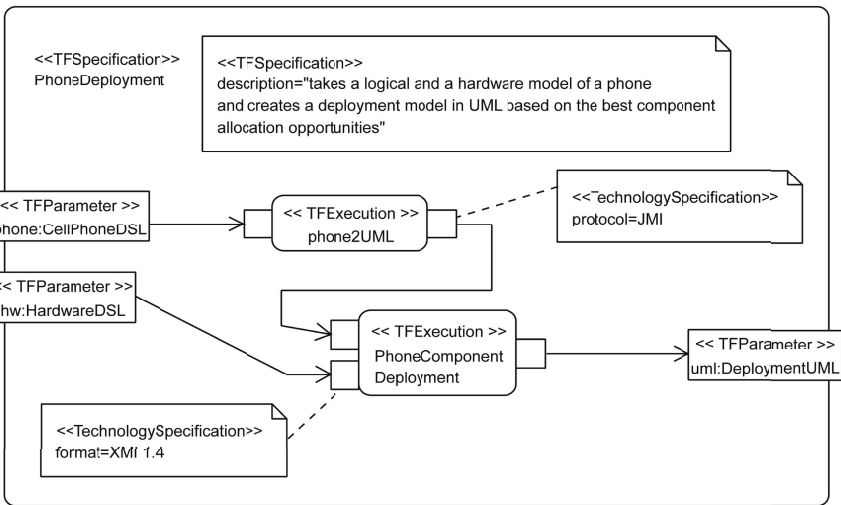 <<TFSpecification>>
PhoneDeployment
<<TFSpecification>>
description="takes a logical and a hardware model of a phone
and creates a deployment model in UML based on the best component
allocation opportunities"
<<TechnologySpecification>>
protocol=JMI
<< TFParameter >>
phone:CellPhoneDSL
<< TFExecution >>
phone2UML
<< TFParameter >>
hw:HardwareDSL
<< TFExecution >>
PhoneComponent
Deployment
<< TFParameter >>
uml:DeploymentUML
<<TechnologySpecification>>
format=XMI 1.4